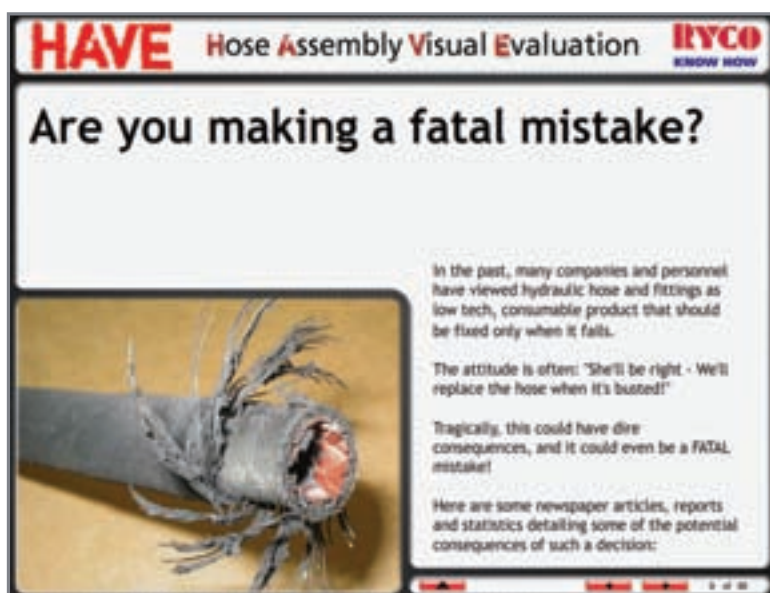 HAVE Hose Assembly Visual Evaluation RYCO
KNOW HOW
Are you making a fatal mistake?
In the past, many companies and personnel
have viewed hydraulic hose and fittings as
low tech, consumable product that should
be fixed only when it fails.
The attitude is often: "She'll be right - We'll
replace the hose when it's busted!"
Tragically, this could have dire
consequences, and it could even be a FATAL
mistake!
Here are some newspaper articles, reports
and statistics detailing some of the potential
consequences of such a decision:
of